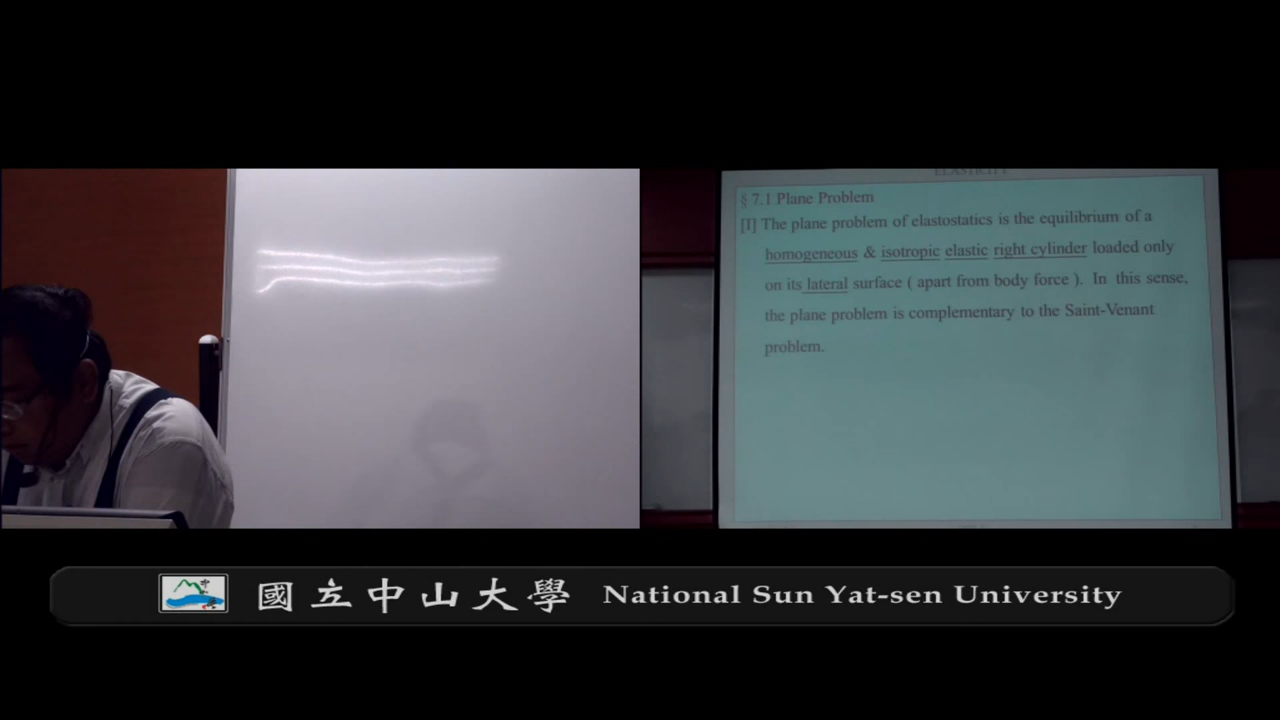 ELASTICITY
§ 7.1 Plane Problem
[I] The plane problem of elastostatics is the equilibrium of a
homogeneous & isotropic elastic right cylinder loaded only
on its lateral surface ( apart from body force ). In this sense,
the plane problem is complementary to the Saint-Venant
problem.
國立中山大學 National Sun Yat-sen University